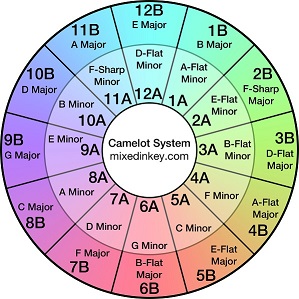 12B
E Major
1B
B Major
2B
F-Sharp
Major
3B
D-Flat
Major
A-Flat
Major
4B
E-Flat
Major
5B
B-Flat
Major
6B
F Major
7B
C Major
8B
9B
G Major
10B
D Major
11B
A Major
D-Flat
Minor
12A
A-Flat
Minor
1A
E-Flat
Minor
2A
B-Flat
Minor
3A
4A
F Minor
5A
C Minor
6A
G Minor
7A
D Minor
8A
A Minor
E Minor
9A
B Minor
10A
F-Sharp
Minor
11A
Camelot System
mixedinkey.com